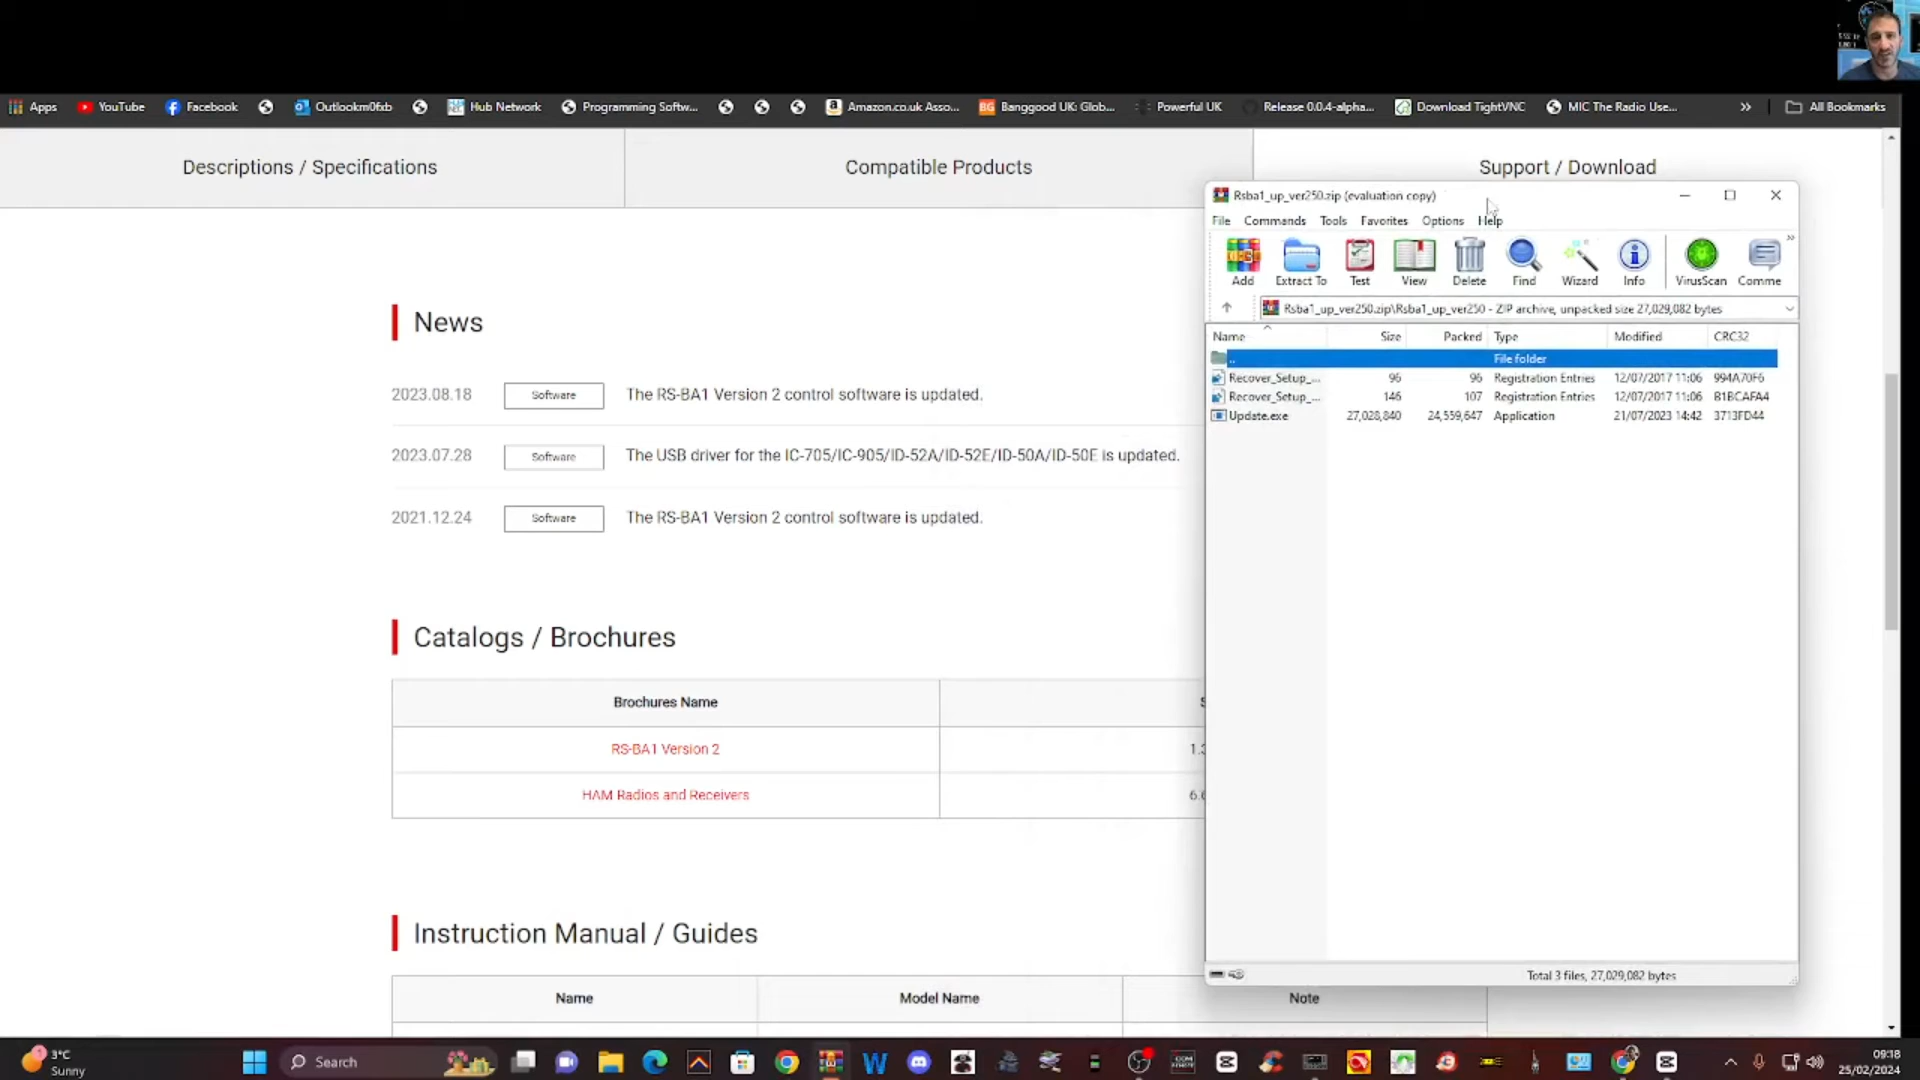 Apps YouTube Facebook Outlookm0fxb Hub Network Programming Softw... Amazon.co.uk Asso... BG Banggood UK: Glob... Powerful UK Release 0.0.4-alpha... Download TightVNC MIC The Radio Use... » All Bookmarks
Descriptions / Specifications Compatible Products Support / Download
Rsba1_up_ver250.zip (evaluation copy)
File Commands Tools Favorites Options Help
Add Extract To Test View Delete Find Wizard Info VirusScan Comme
Rsba1_up_ver250.zip\Rsba1_up_ver250 - ZIP archive, unpacked size 27,029,082 bytes
Name Size Packed Type Modified CRC32
.. File folder
Recover_Setup_... 96 96 Registration Entries 12/07/2017 11:06 994A70F6
Recover_Setup_... 146 107 Registration Entries 12/07/2017 11:06 B1BCAFA4
Update.exe 27,028,840 24,559,647 Application 21/07/2023 14:42 3713FD44
Total 3 files, 27,029,082 bytes
News
2023.08.18 Software The RS-BA1 Version 2 control software is updated.
2023.07.28 Software The USB driver for the IC-705/IC-905/ID-52A/ID-52E/ID-50A/ID-50E is updated.
2021.12.24 Software The RS-BA1 Version 2 control software is updated.
Catalogs / Brochures
Brochures Name
RS-BA1 Version 2
HAM Radios and Receivers
Instruction Manual / Guides
Name Model Name Note
3°C
Sunny
Search
09:18
25/02/2024